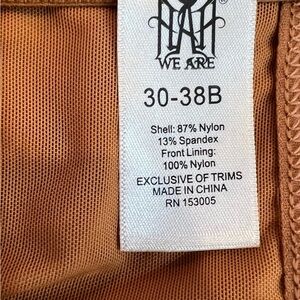 WE ARE
30-38B
Shell: 87% Nylon
13% Spandex
Front Lining:
100% Nylon
EXCLUSIVE OF TRIMS
MADE IN CHINA
RN 153005